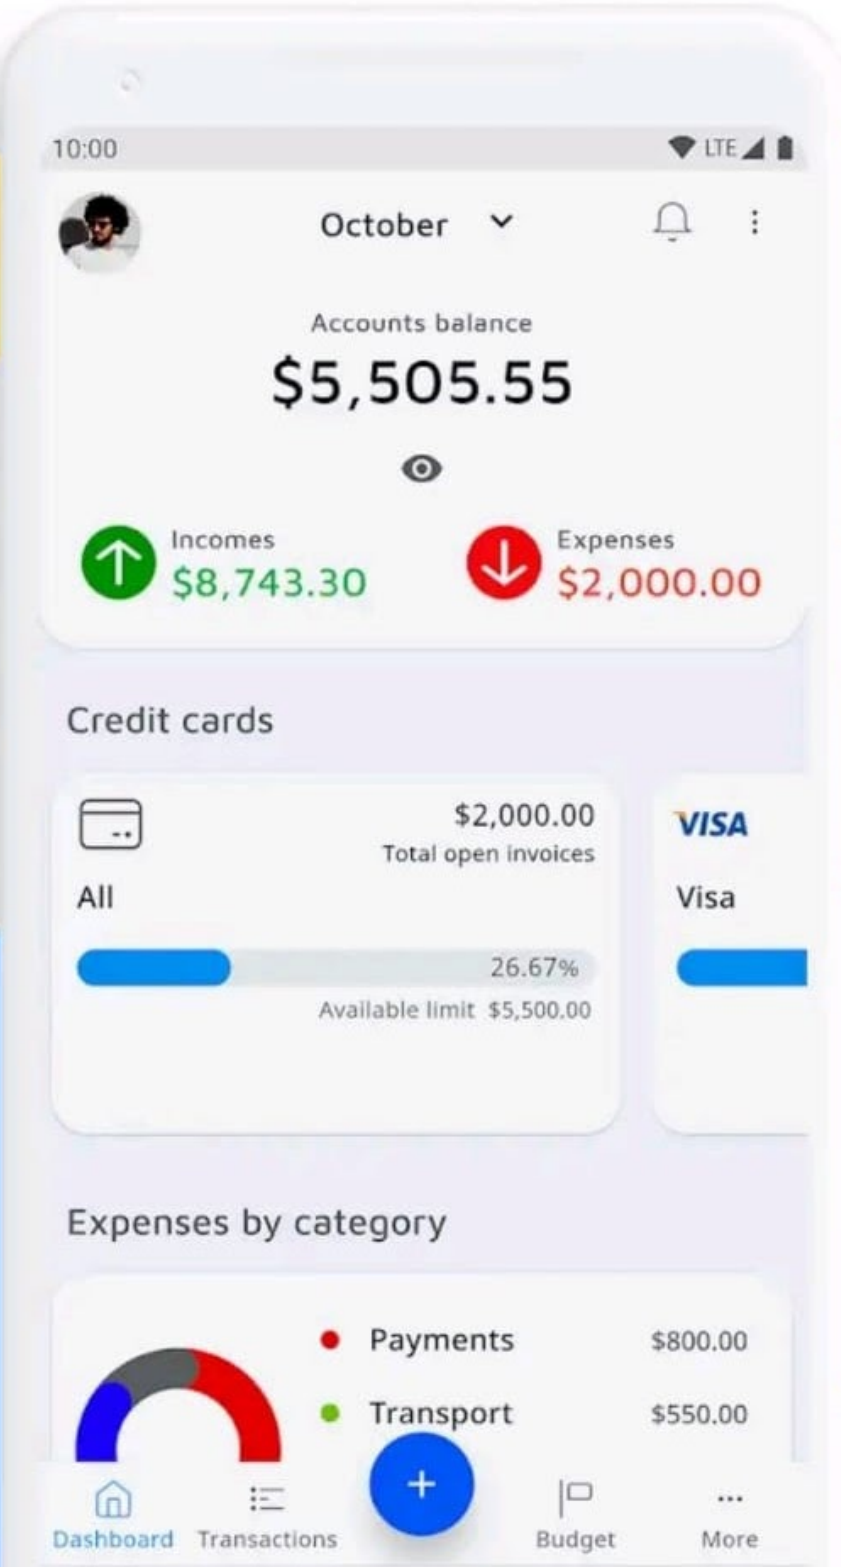 10:00 LTE
October
Accounts balance
$5,505.55
Incomes
$8,743.30
Expenses
$2,000.00
Credit cards
$2,000.00
Total open invoices
All
26.67%
Available limit $5,500.00
VISA
Visa
Expenses by category
Payments $800.00
Transport $550.00
+
Dashboard Transactions Budget More